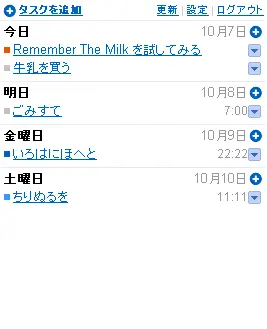 タスクを追加 更新 | 設定 | ログアウト
今日 10月7日
Remember The Milk を試してみる
牛乳を買う
明日 10月8日
ごみすて 7:00
金曜日 10月9日
いろはにほへと 22:22
土曜日 10月10日
ちりぬるを 11:11